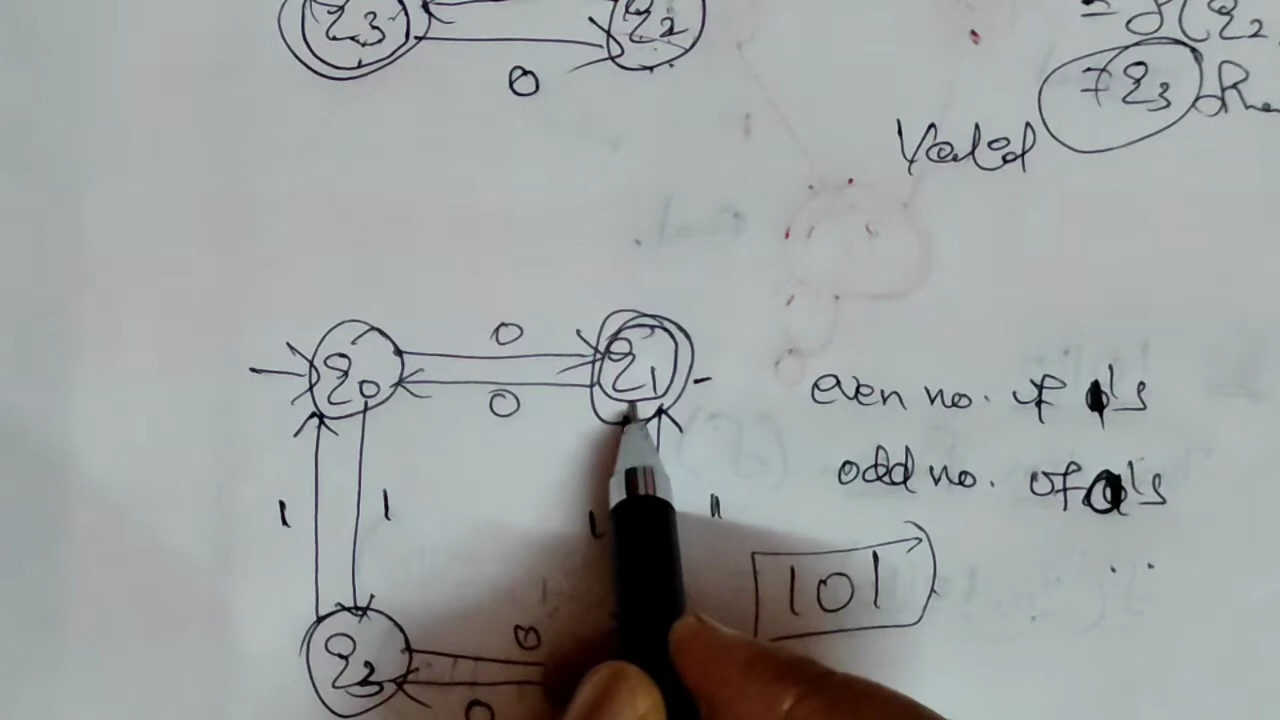 q3 q2
0
= δ(q2,
= q3
Valid
0
q0 q1
0
even no. of 1's
odd no. of 0's
1 1 1 1
101
0
q3
0